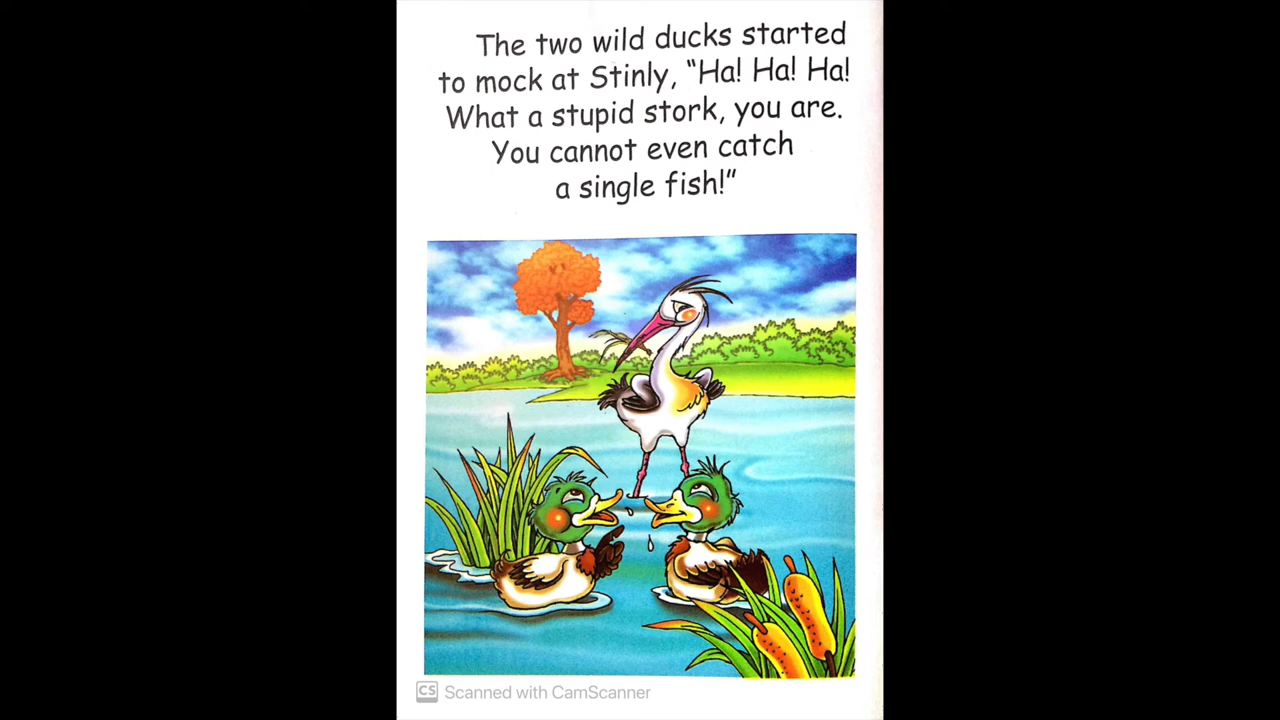 The two wild ducks started
to mock at Stinly, “Ha! Ha! Ha!
What a stupid stork, you are.
You cannot even catch
a single fish!”
CS Scanned with CamScanner